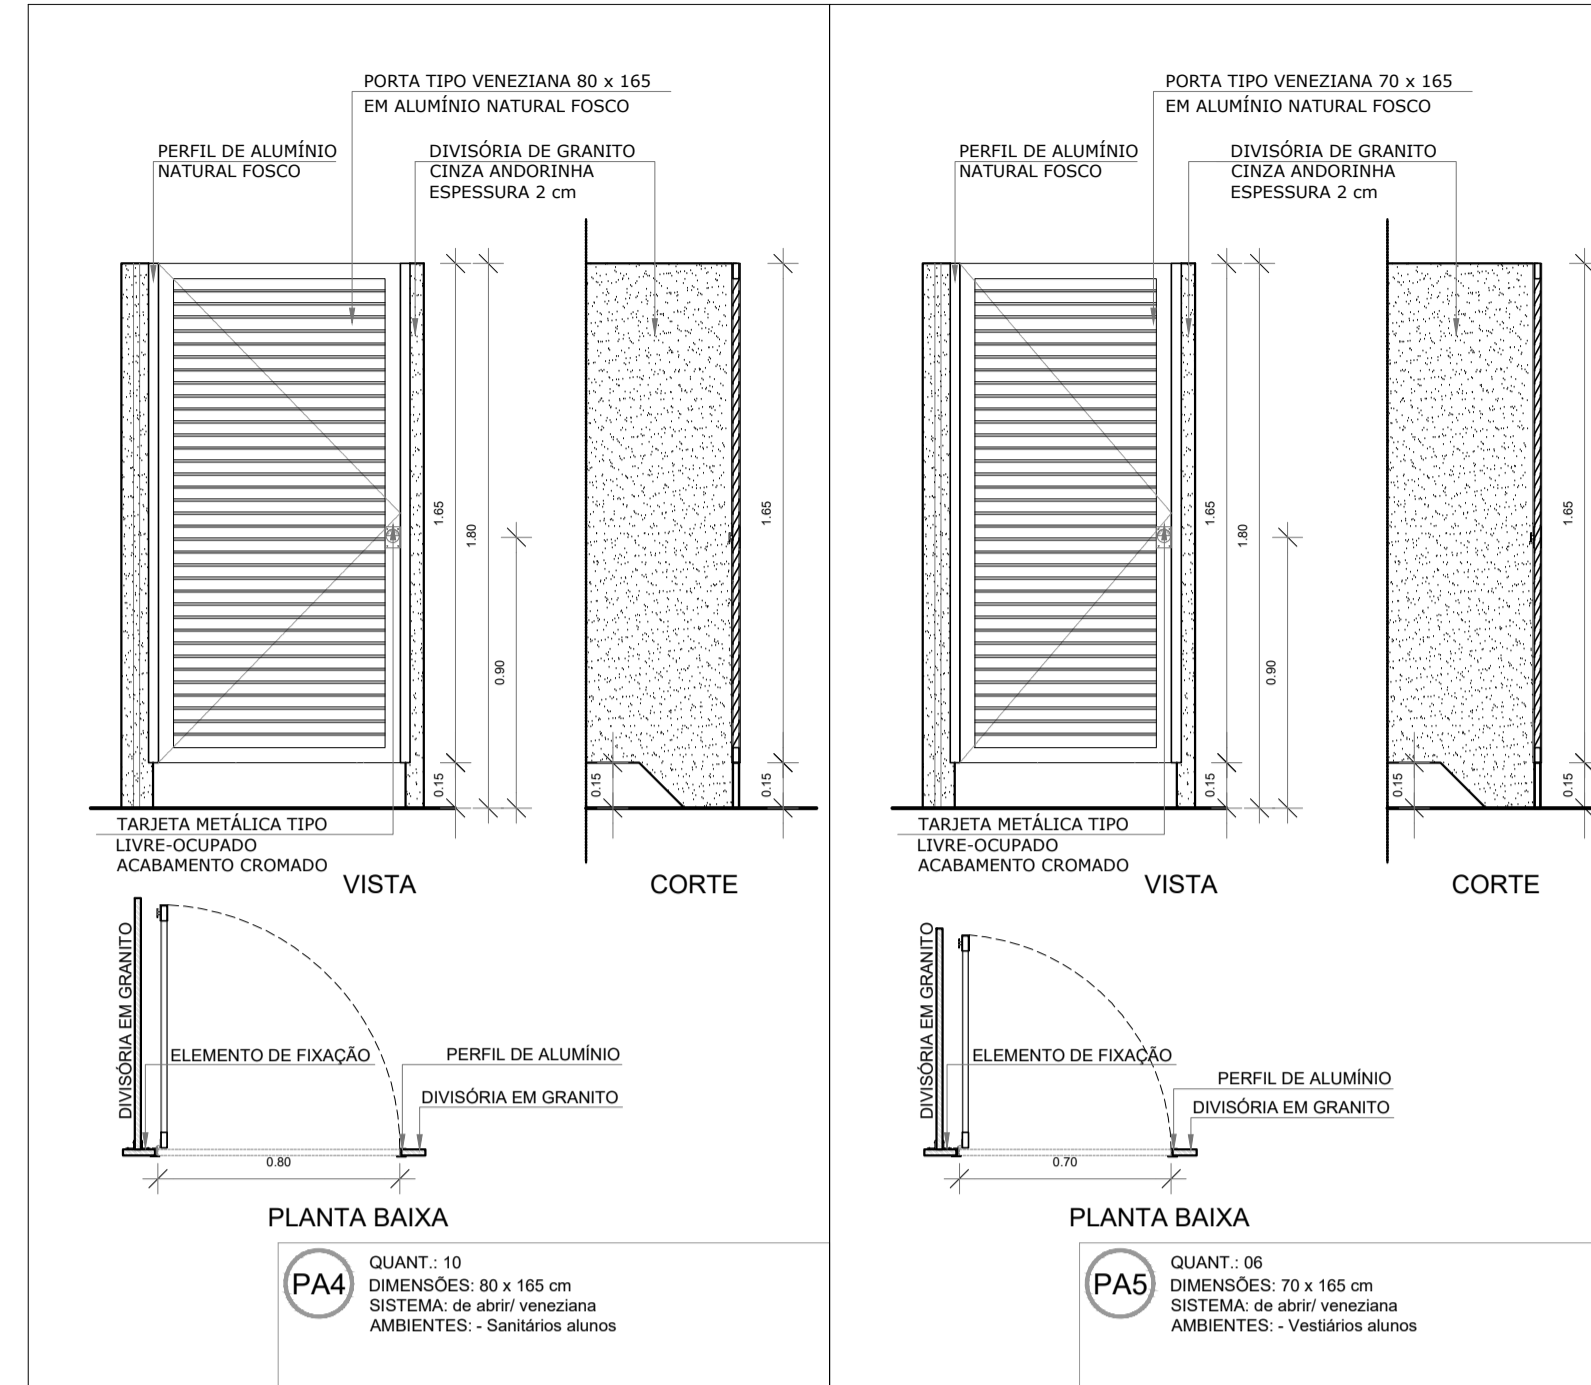 PORTA TIPO VENEZIANA 80 x 165
EM ALUMÍNIO NATURAL FOSCO
PERFIL DE ALUMÍNIO
NATURAL FOSCO
DIVISÓRIA DE GRANITO
CINZA ANDORINHA
ESPESSURA 2 cm
1.65
1.80
0.90
0.15
0.15
1.65
0.15
TARJETA METÁLICA TIPO
LIVRE-OCUPADO
ACABAMENTO CROMADO
VISTA
CORTE
DIVISÓRIA EM GRANITO
ELEMENTO DE FIXAÇÃO
PERFIL DE ALUMÍNIO
DIVISÓRIA EM GRANITO
0.80
PLANTA BAIXA
PA4
QUANT.: 10
DIMENSÕES: 80 x 165 cm
SISTEMA: de abrir/ veneziana
AMBIENTES: - Sanitários alunos
PORTA TIPO VENEZIANA 70 x 165
EM ALUMÍNIO NATURAL FOSCO
PERFIL DE ALUMÍNIO
NATURAL FOSCO
DIVISÓRIA DE GRANITO
CINZA ANDORINHA
ESPESSURA 2 cm
1.65
1.80
0.90
0.15
0.15
1.65
0.15
TARJETA METÁLICA TIPO
LIVRE-OCUPADO
ACABAMENTO CROMADO
VISTA
CORTE
DIVISÓRIA EM GRANITO
ELEMENTO DE FIXAÇÃO
PERFIL DE ALUMÍNIO
DIVISÓRIA EM GRANITO
0.70
PLANTA BAIXA
PA5
QUANT.: 06
DIMENSÕES: 70 x 165 cm
SISTEMA: de abrir/ veneziana
AMBIENTES: - Vestiários alunos